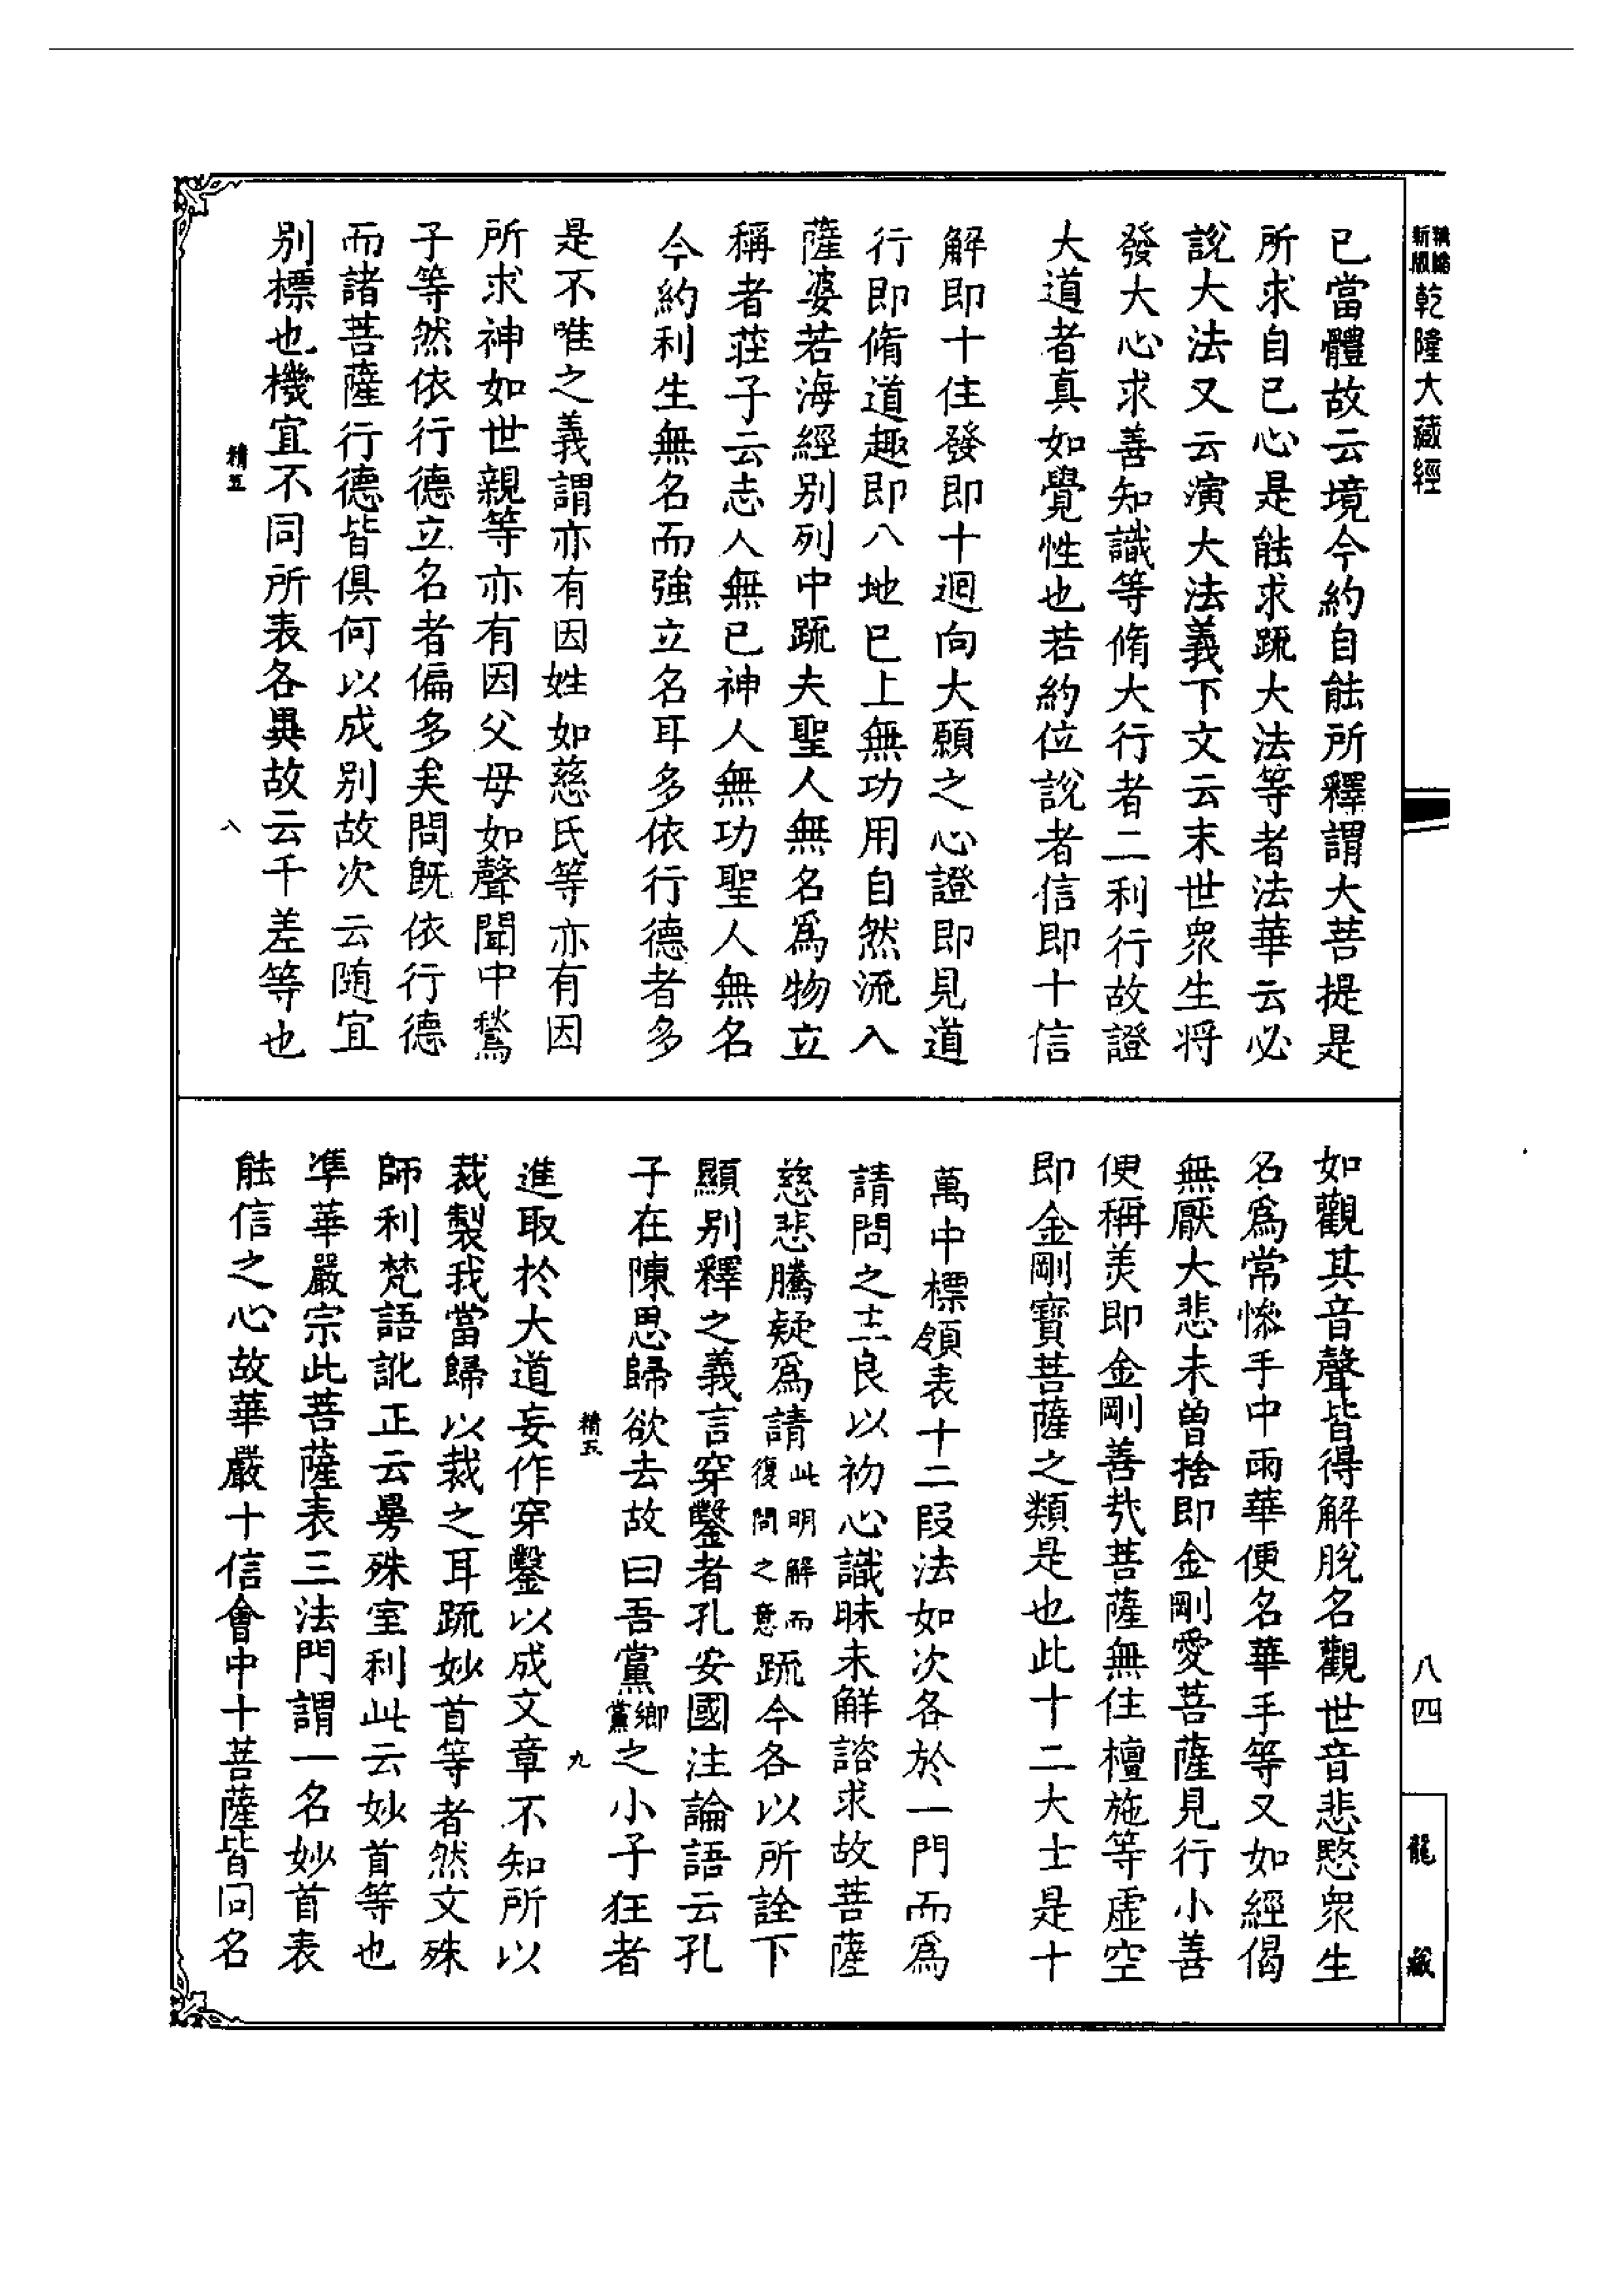 新版乾隆大藏經
已當體故云境今約自能所釋謂大菩提是
所求自已心是能求䟽大法等者法華云必
說大法又云演大法義下文云末世衆生将
發大心求善知識等脩大行者二利行故證
大道者真如覺性也若約位說者信即十信
解即十住發即十迴向大願之心證即見道
行即脩道趣即八地已上無功用自然流入
薩婆若海經別列中䟽夫聖人無名爲物立
稱者莊子云志人無已神人無功聖人無名
今約利生無名而強立名耳多依行德者多
是不唯之義謂亦有因姓如慈氏等亦有因
所求神如世親等亦有因父母如聲聞中鶖
子等然依行德立名者偏多矣問旣依行德
而諸菩薩行德皆俱何以成別故次云隨宜
別標也機宜不同所表各異故云千差等也
精五
八
如觀其音聲皆得解脫名觀世音悲愍衆生
名爲常慘手中雨華便名華手等又如經偈
無厭大悲未曾捨即金剛愛菩薩見行小善
便稱羙即金剛善㢤菩薩無住檀施等虛空
即金剛寶菩薩之類是也此十二大士是十
萬中標領表十二段法如次各於一門而爲
請問之主良以初心識昧未解諮求故菩薩
慈悲騰疑爲請此明解而復問之意䟽今各以所詮下
顯別釋之義言穿鑿者孔安國注論語云孔
子在陳思歸欲去故曰吾黨鄉黨之小子狂者
精五
九
進取於大道妄作穿鑿以成文章不知所以
裁製我當歸以裁之耳䟽妙首等者然文殊
師利梵語訛正云曼殊室利此云妙首等也
凖華嚴宗此菩薩表三法門謂一名妙首表
能信之心故華嚴十信會中十菩薩皆同名
八四
龍藏